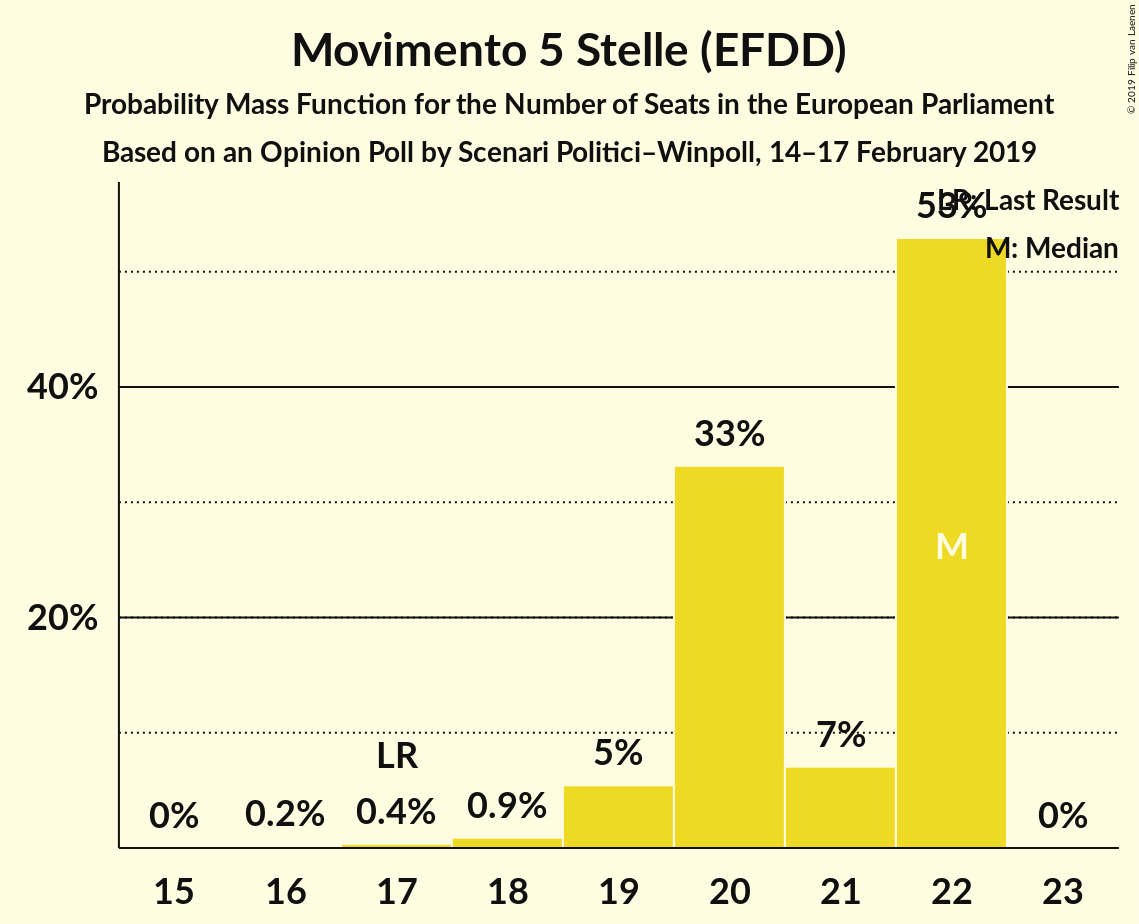 Movimento 5 Stelle (EFDD)
Probability Mass Function for the Number of Seats in the European Parliament
Based on an Opinion Poll by Scenari Politici–Winpoll, 14–17 February 2019
© 2019 Filip van Laenen
LR: Last Result
M: Median
53%
40%
33%
M
20%
7%
5%
LR
0.9%
0.4%
0.2%
0%
0%
15 16 17 18 19 20 21 22 23